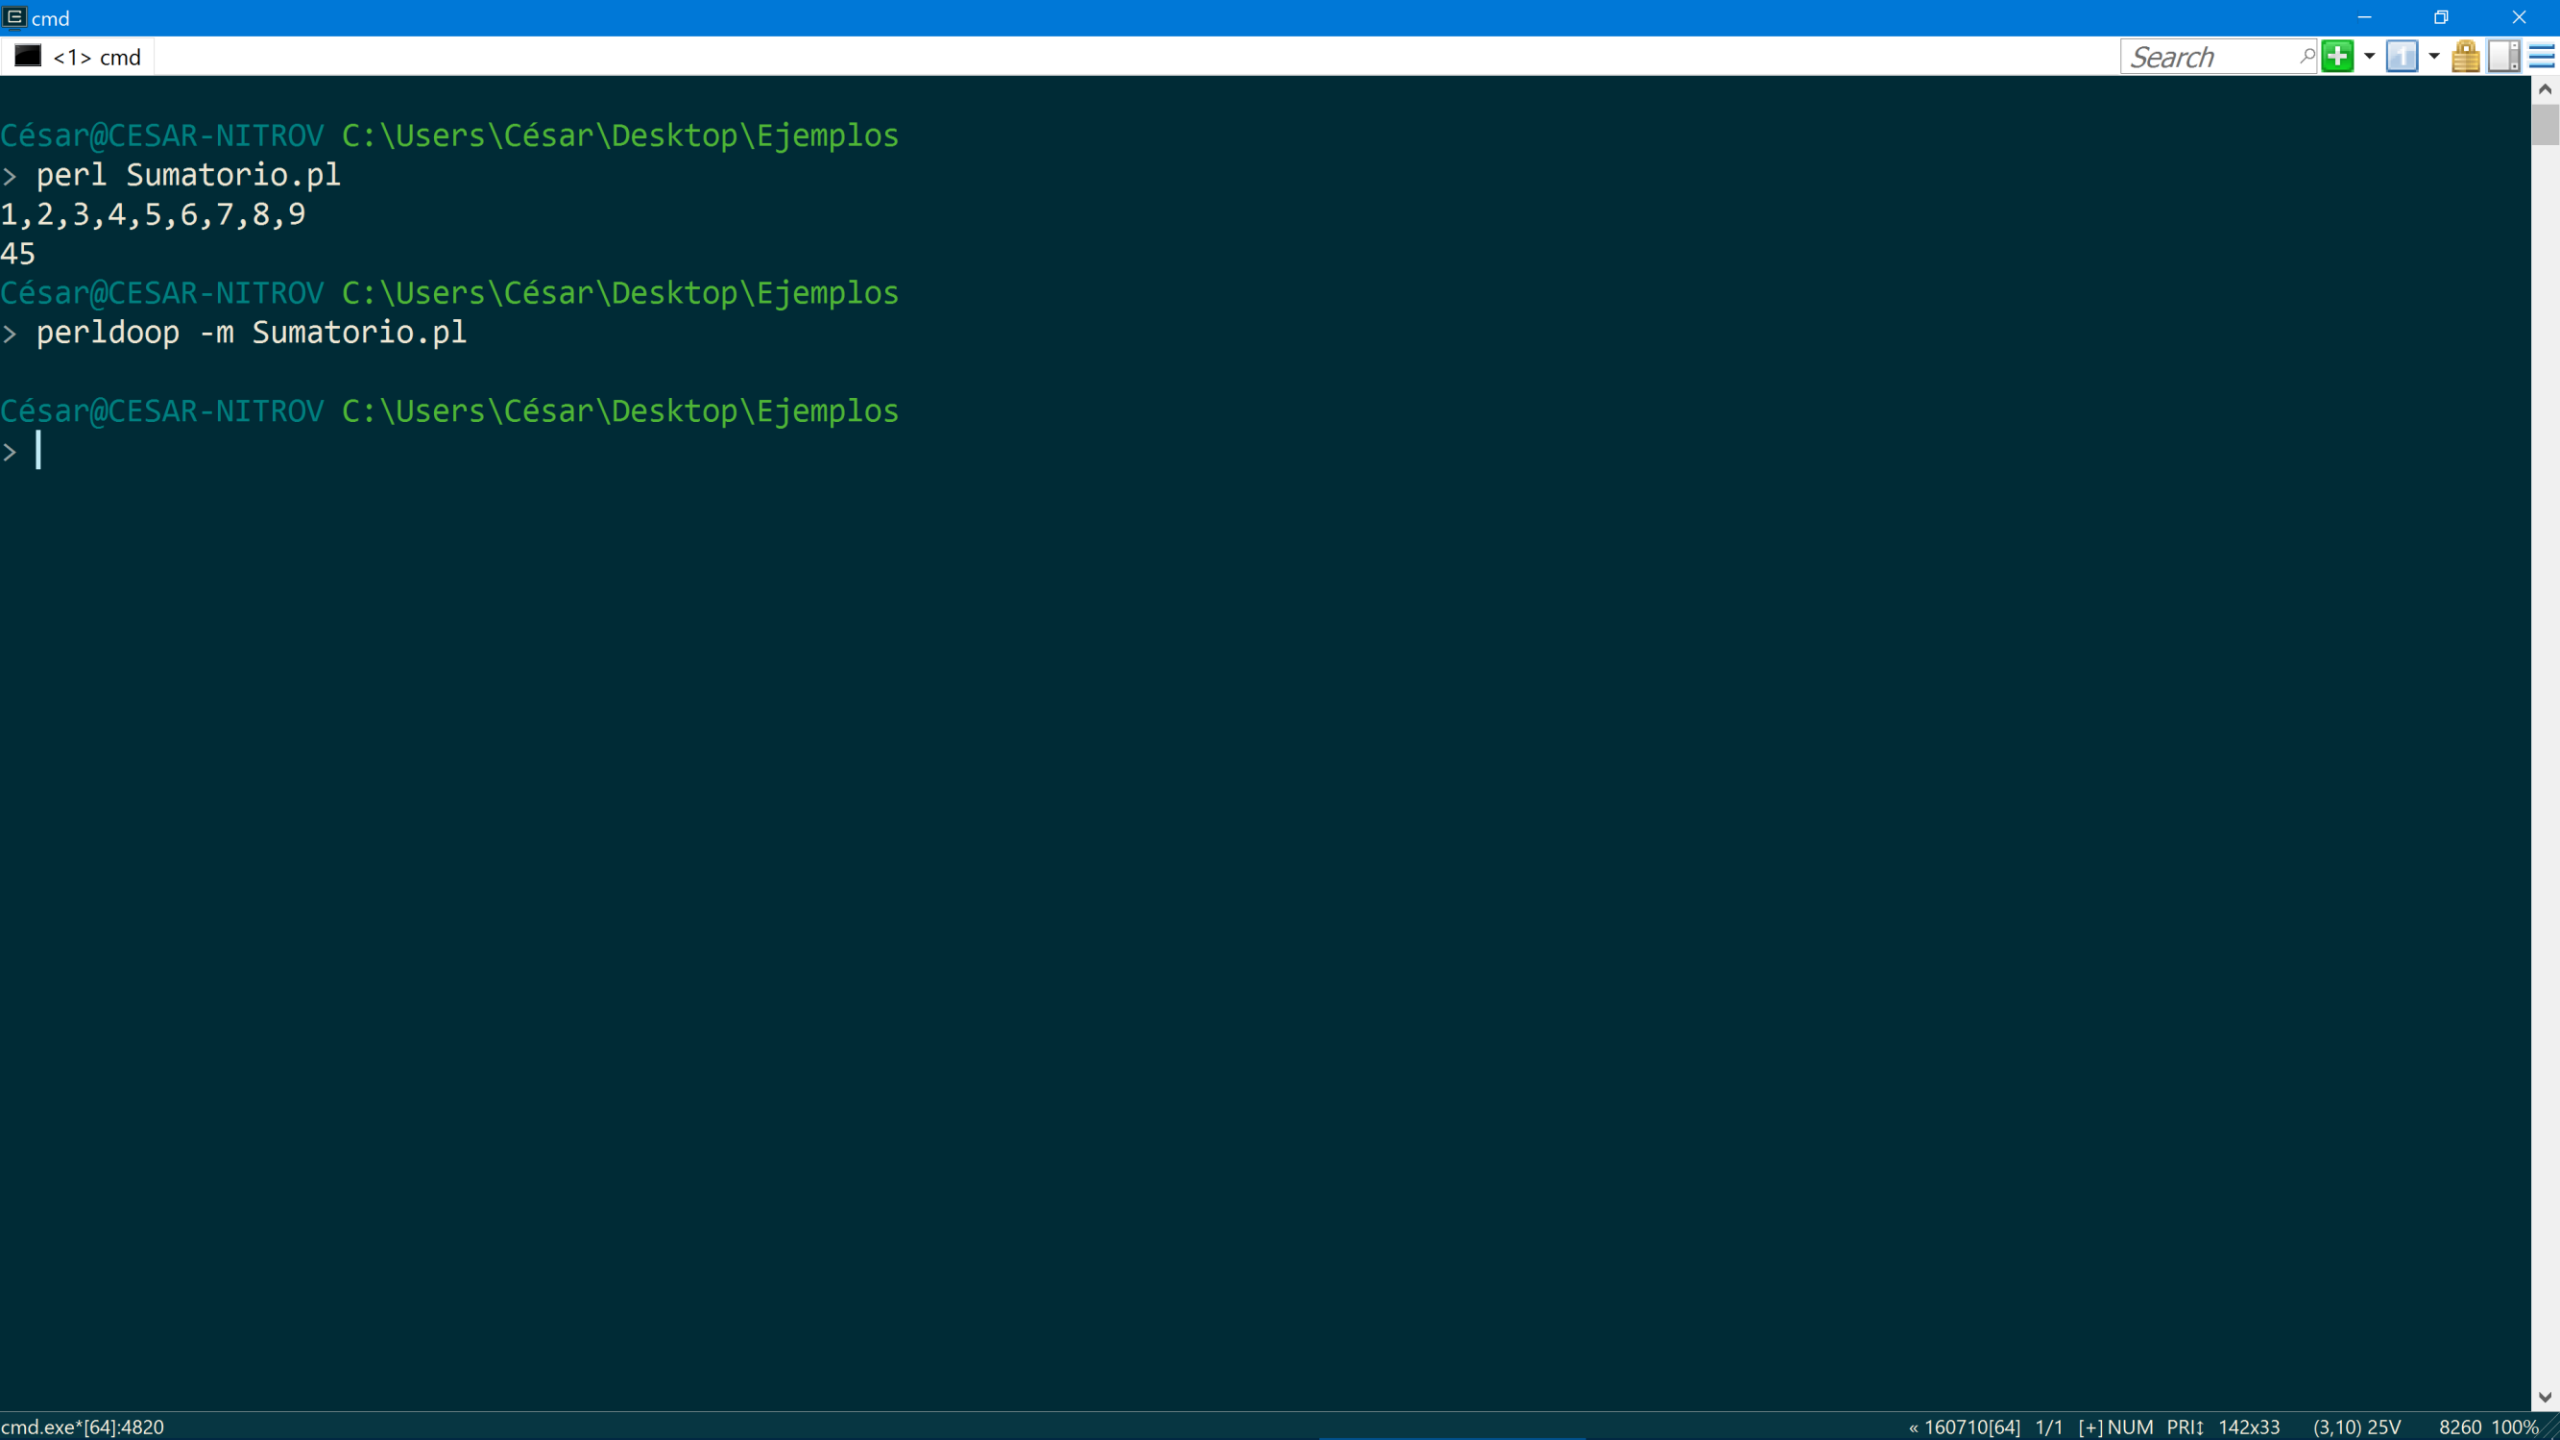 cmd
<1> cmd
Search
1
César@CESAR-NITROV C:\Users\César\Desktop\Ejemplos
> perl Sumatorio.pl
1,2,3,4,5,6,7,8,9
45
César@CESAR-NITROV C:\Users\César\Desktop\Ejemplos
> perldoop -m Sumatorio.pl
César@CESAR-NITROV C:\Users\César\Desktop\Ejemplos
>
cmd.exe*[64]:4820 « 160710[64] 1/1 [+] NUM PRI↕ 142x33 (3,10) 25V 8260 100%